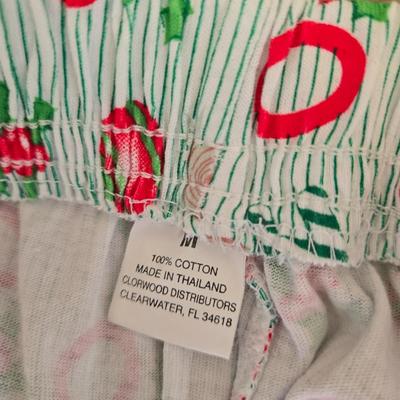 M
100% COTTON
MADE IN THAILAND
CLORWOOD DISTRIBUTORS
CLEARWATER, FL 34618